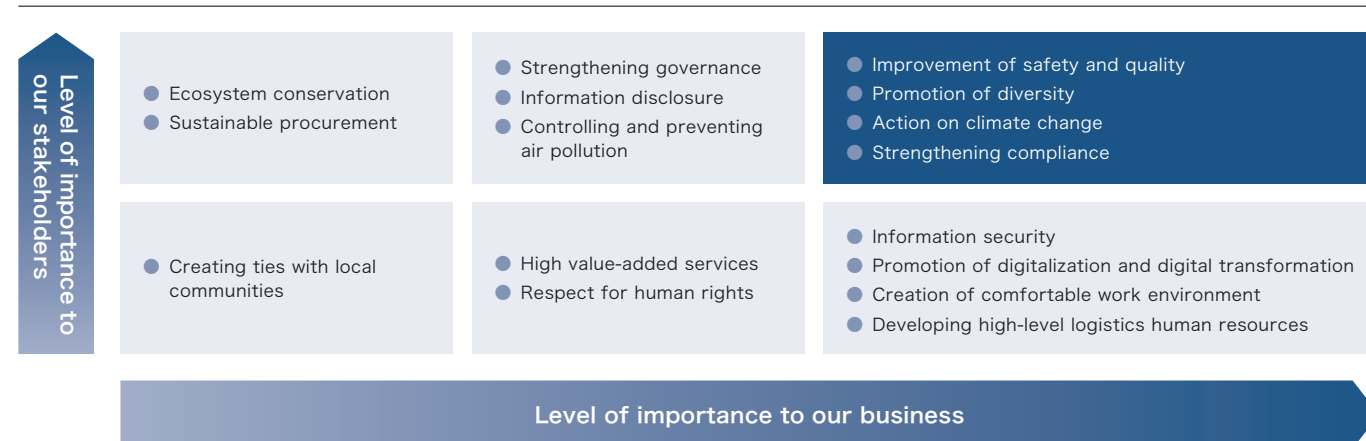 Level of importance to
our stakeholders
● Ecosystem conservation
● Sustainable procurement
● Strengthening governance
● Information disclosure
● Controlling and preventing
air pollution
● Improvement of safety and quality
● Promotion of diversity
● Action on climate change
● Strengthening compliance
● Creating ties with local
communities
● High value-added services
● Respect for human rights
● Information security
● Promotion of digitalization and digital transformation
● Creation of comfortable work environment
● Developing high-level logistics human resources
Level of importance to our business